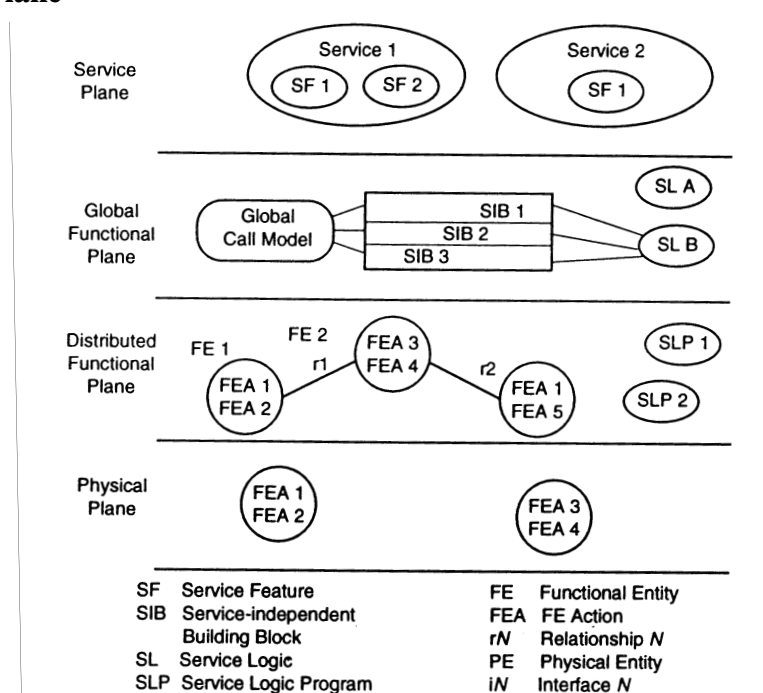 Service 1
Service 2
Service
Plane
SF 1
SF 2
SF 1
SL A
Global
Functional
Plane
Global
Call Model
SIB 1
SIB 2
SIB 3
SL B
Distributed
Functional
Plane
FE 1
FE 2
r1
FEA 3
FEA 4
r2
SLP 1
FEA 1
FEA 2
FEA 1
FEA 5
SLP 2
Physical
Plane
FEA 1
FEA 2
FEA 3
FEA 4
SF Service Feature
SIB Service-independent
Building Block
SL Service Logic
SLP Service Logic Program
FE Functional Entity
FEA FE Action
rN Relationship N
PE Physical Entity
iN Interface N